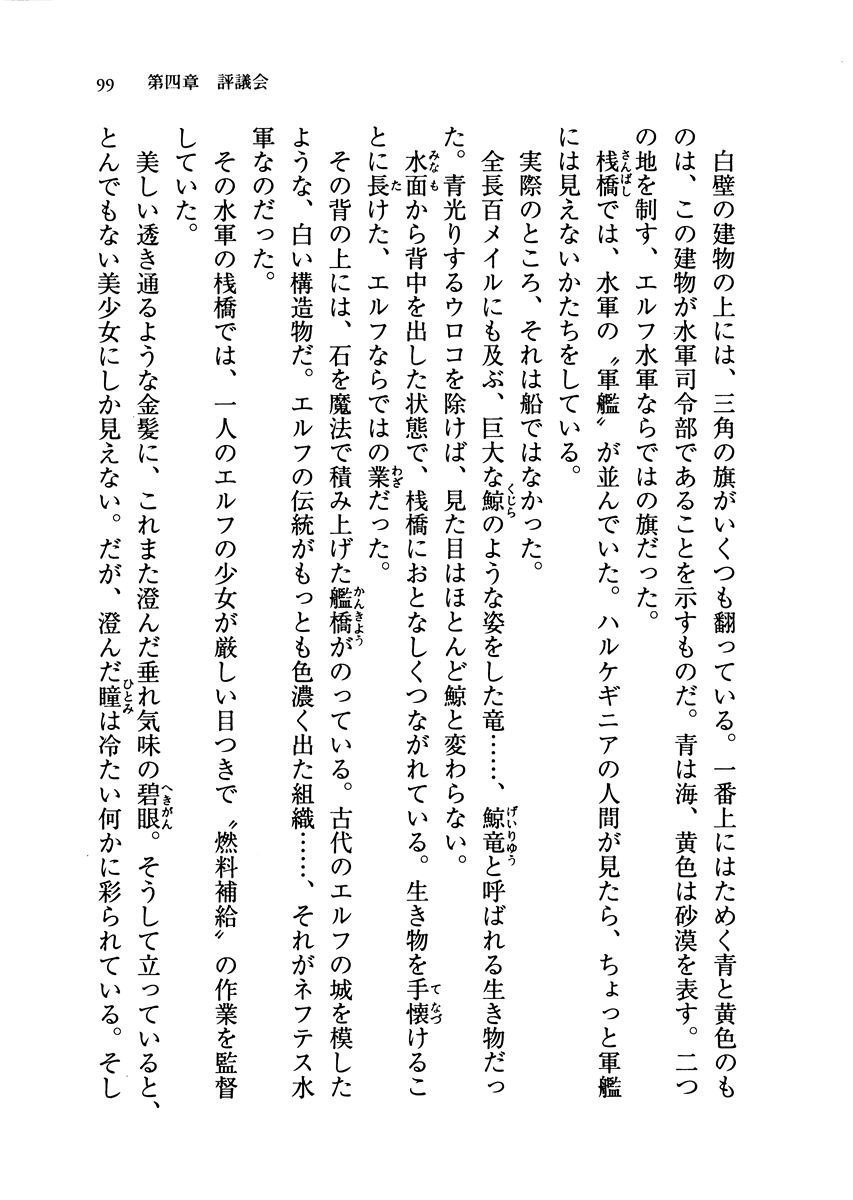 99　第四章　評議会
　白壁の建物の上には、三角の旗がいくつも翻っている。一番上にはためく青と黄色のも
のは、この建物が水軍司令部であることを示すものだ。青は海、黄色は砂漠を表す。二つ
の地を制す、エルフ水軍ならではの旗だった。
　桟橋では、水軍の〝軍艦〟が並んでいた。ハルケギニアの人間が見たら、ちょっと軍艦
には見えないかたちをしている。
　実際のところ、それは船ではなかった。
　全長百メイルにも及ぶ、巨大な鯨のような姿をした竜……、鯨竜と呼ばれる生き物だっ
た。青光りするウロコを除けば、見た目はほとんど鯨と変わらない。
　水面から背中を出した状態で、桟橋におとなしくつながれている。生き物を手懐けるこ
とに長けた、エルフならではの業だった。
　その背の上には、石を魔法で積み上げた艦橋がのっている。古代のエルフの城を模した
ような、白い構造物だ。エルフの伝統がもっとも色濃く出た組織……、それがネフテス水
軍なのだった。
　その水軍の桟橋では、一人のエルフの少女が厳しい目つきで〝燃料補給〟の作業を監督
していた。
　美しい透き通るような金髪に、これまた澄んだ垂れ気味の碧眼。そうして立っていると、
とんでもない美少女にしか見えない。だが、澄んだ瞳は冷たい何かに彩られている。そし